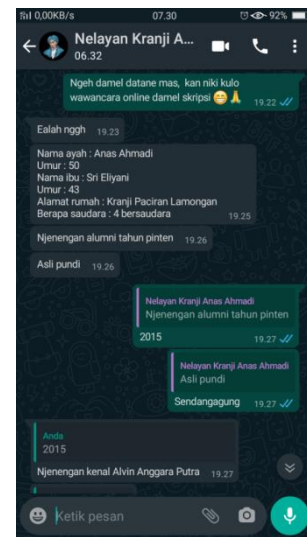 1,00KB/s 07.30 92%
Nelayan Kranji A...
06.32
Ngeh damel datane mas, kan niki kulo
wawancara online damel skripsi
19.22
Ealah nggh 19.23
Nama ayah : Anas Ahmadi
Umur : 50
Nama ibu : Sri Eliyani
Umur : 43
Alamat rumah : Kranji Paciran Lamongan
Berapa saudara : 4 bersaudara
19.25
Njenengan alumni tahun pinten 19.26
Asli pundi 19.26
Nelayan Kranji Anas Ahmadi
Njenengan alumni tahun pinten
2015 19.27
Nelayan Kranji Anas Ahmadi
Asli pundi
Sendangagung 19.27
Anda
2015
Njenengan kenal Alvin Anggara Putra 19.27
Ketik pesan